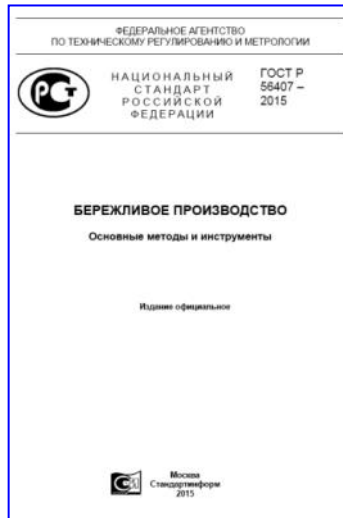 ФЕДЕРАЛЬНОЕ АГЕНТСТВО
ПО ТЕХНИЧЕСКОМУ РЕГУЛИРОВАНИЮ И МЕТРОЛОГИИ
НАЦИОНАЛЬНЫЙ
СТАНДАРТ
РОССИЙСКОЙ
ФЕДЕРАЦИИ
ГОСТ Р
56407 –
2015
БЕРЕЖЛИВОЕ ПРОИЗВОДСТВО
Основные методы и инструменты
Издание официальное
Москва
Стандартинформ
2015